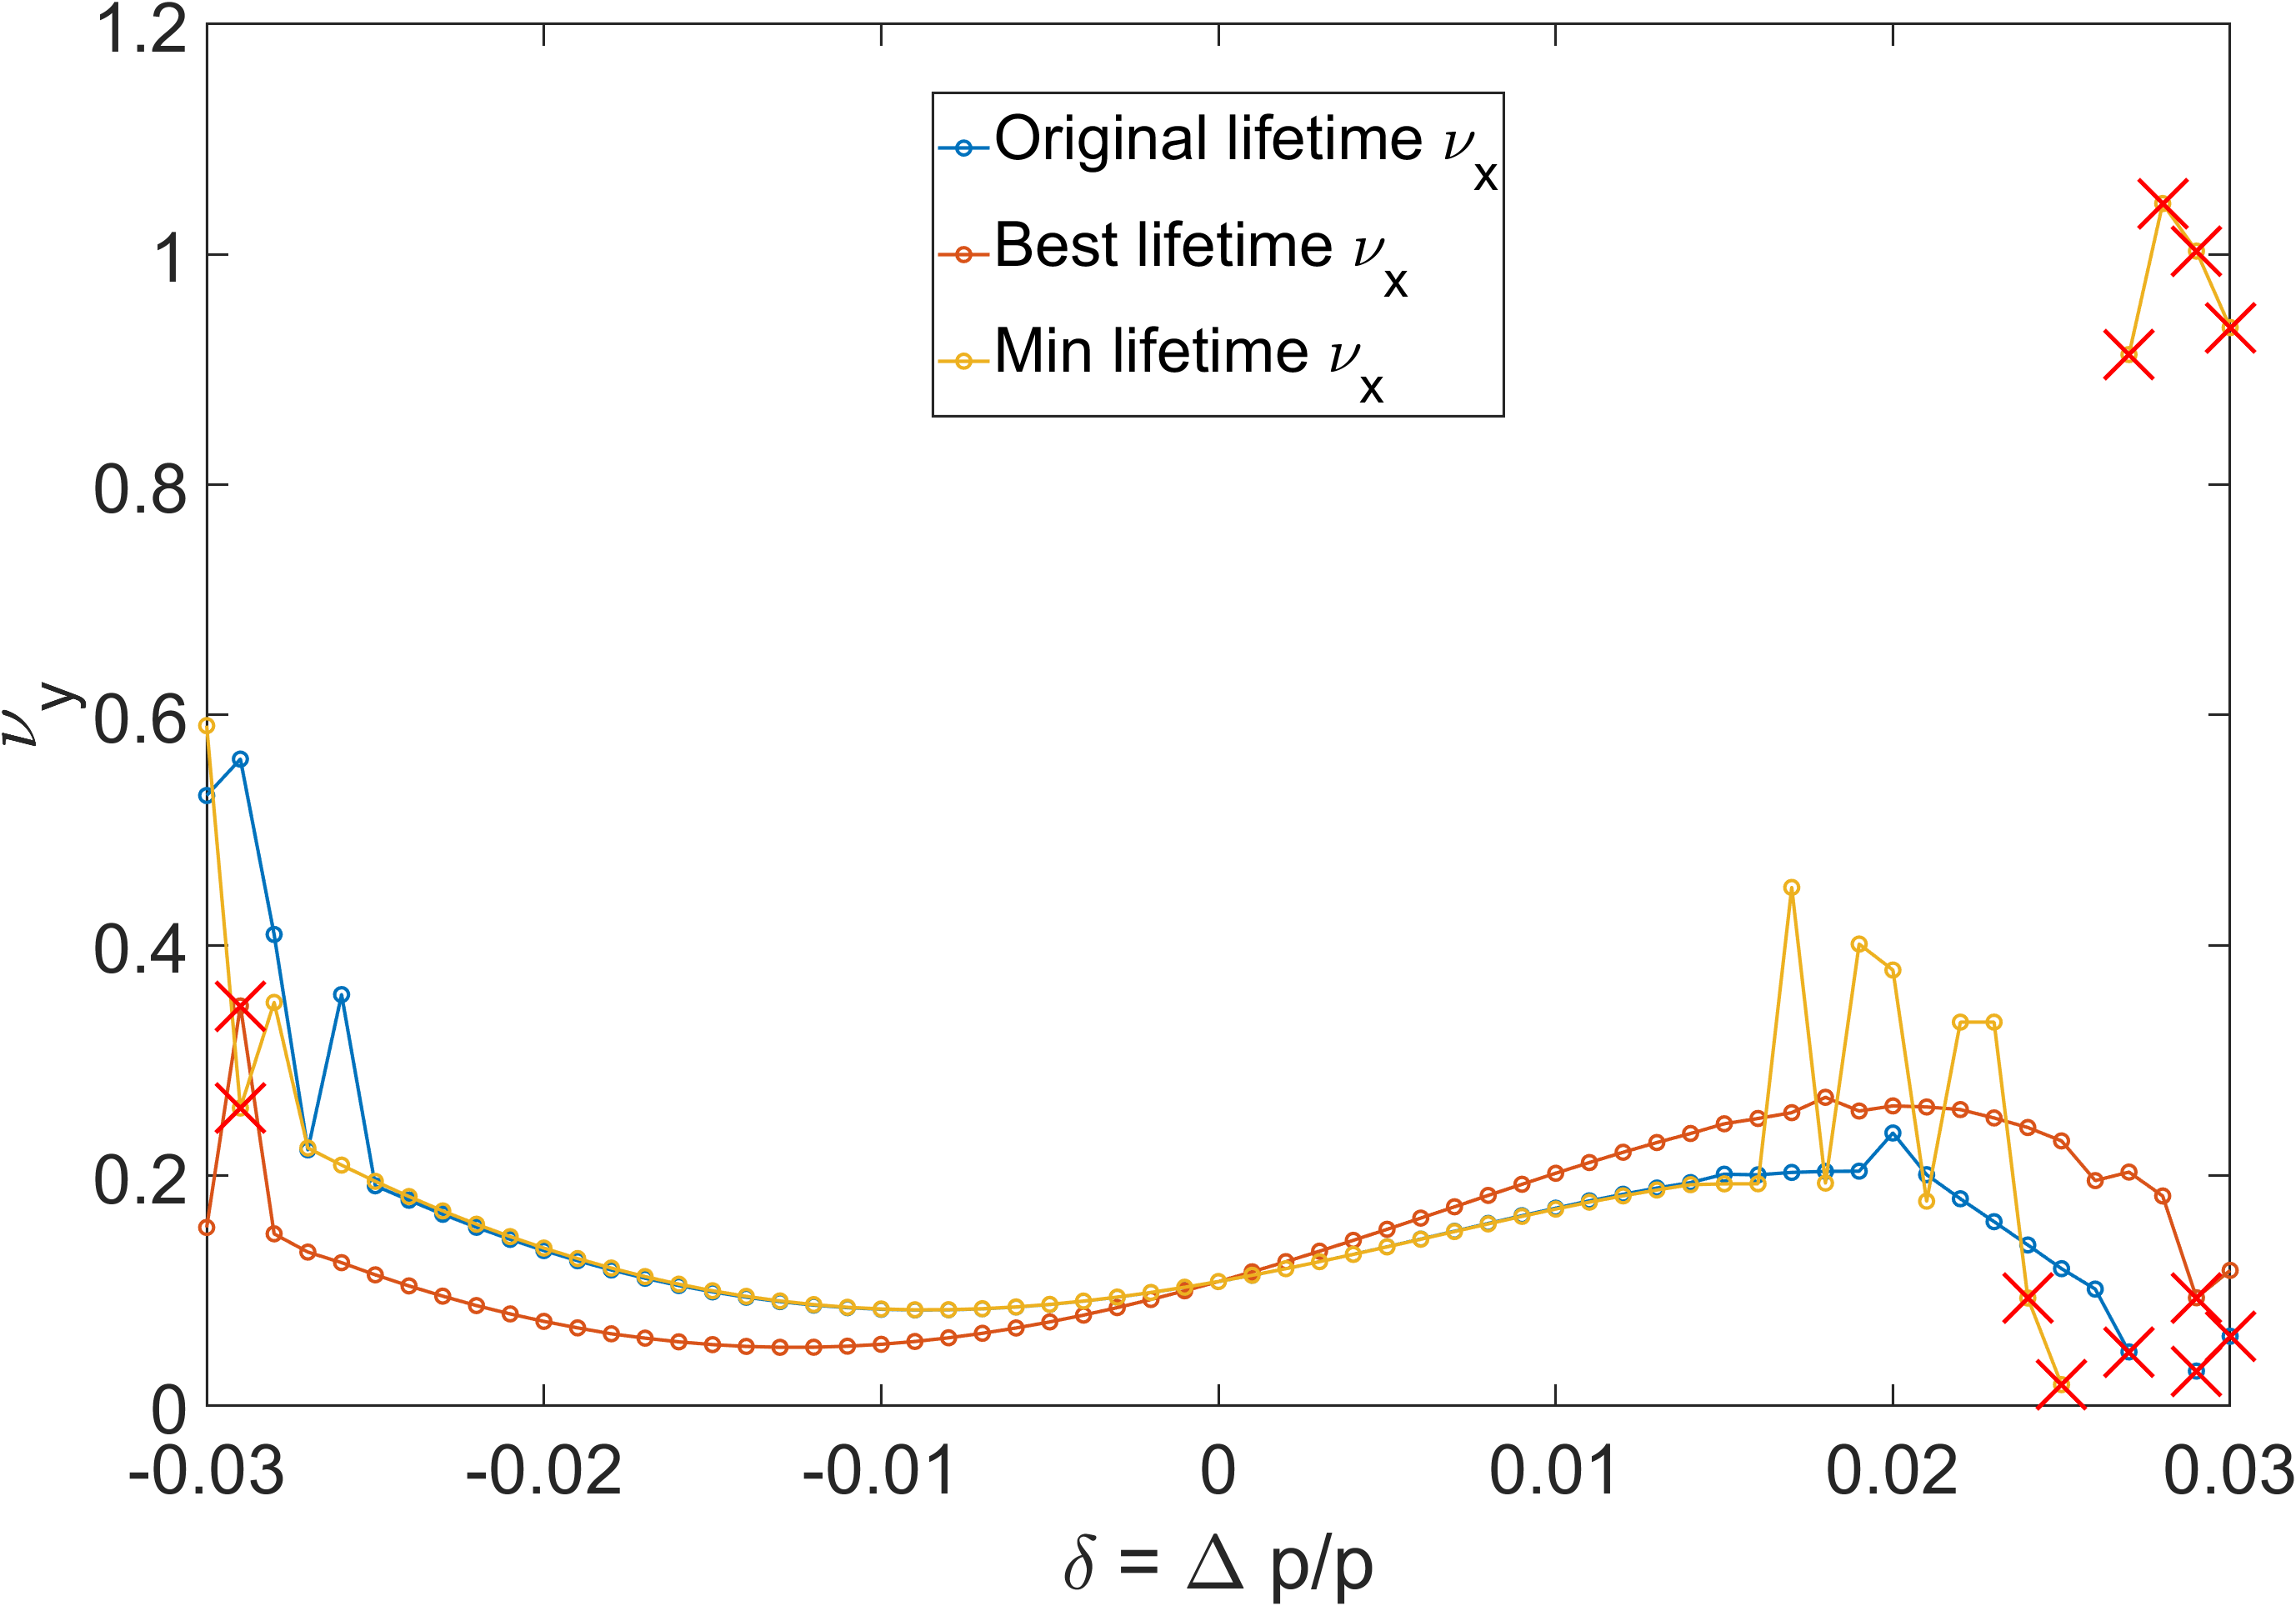 1.2
1
0.8
0.6
0.4
0.2
0
ν_y
Original lifetime ν_x
Best lifetime ν_x
Min lifetime ν_x
-0.03 -0.02 -0.01 0 0.01 0.02 0.03
δ = Δ p/p